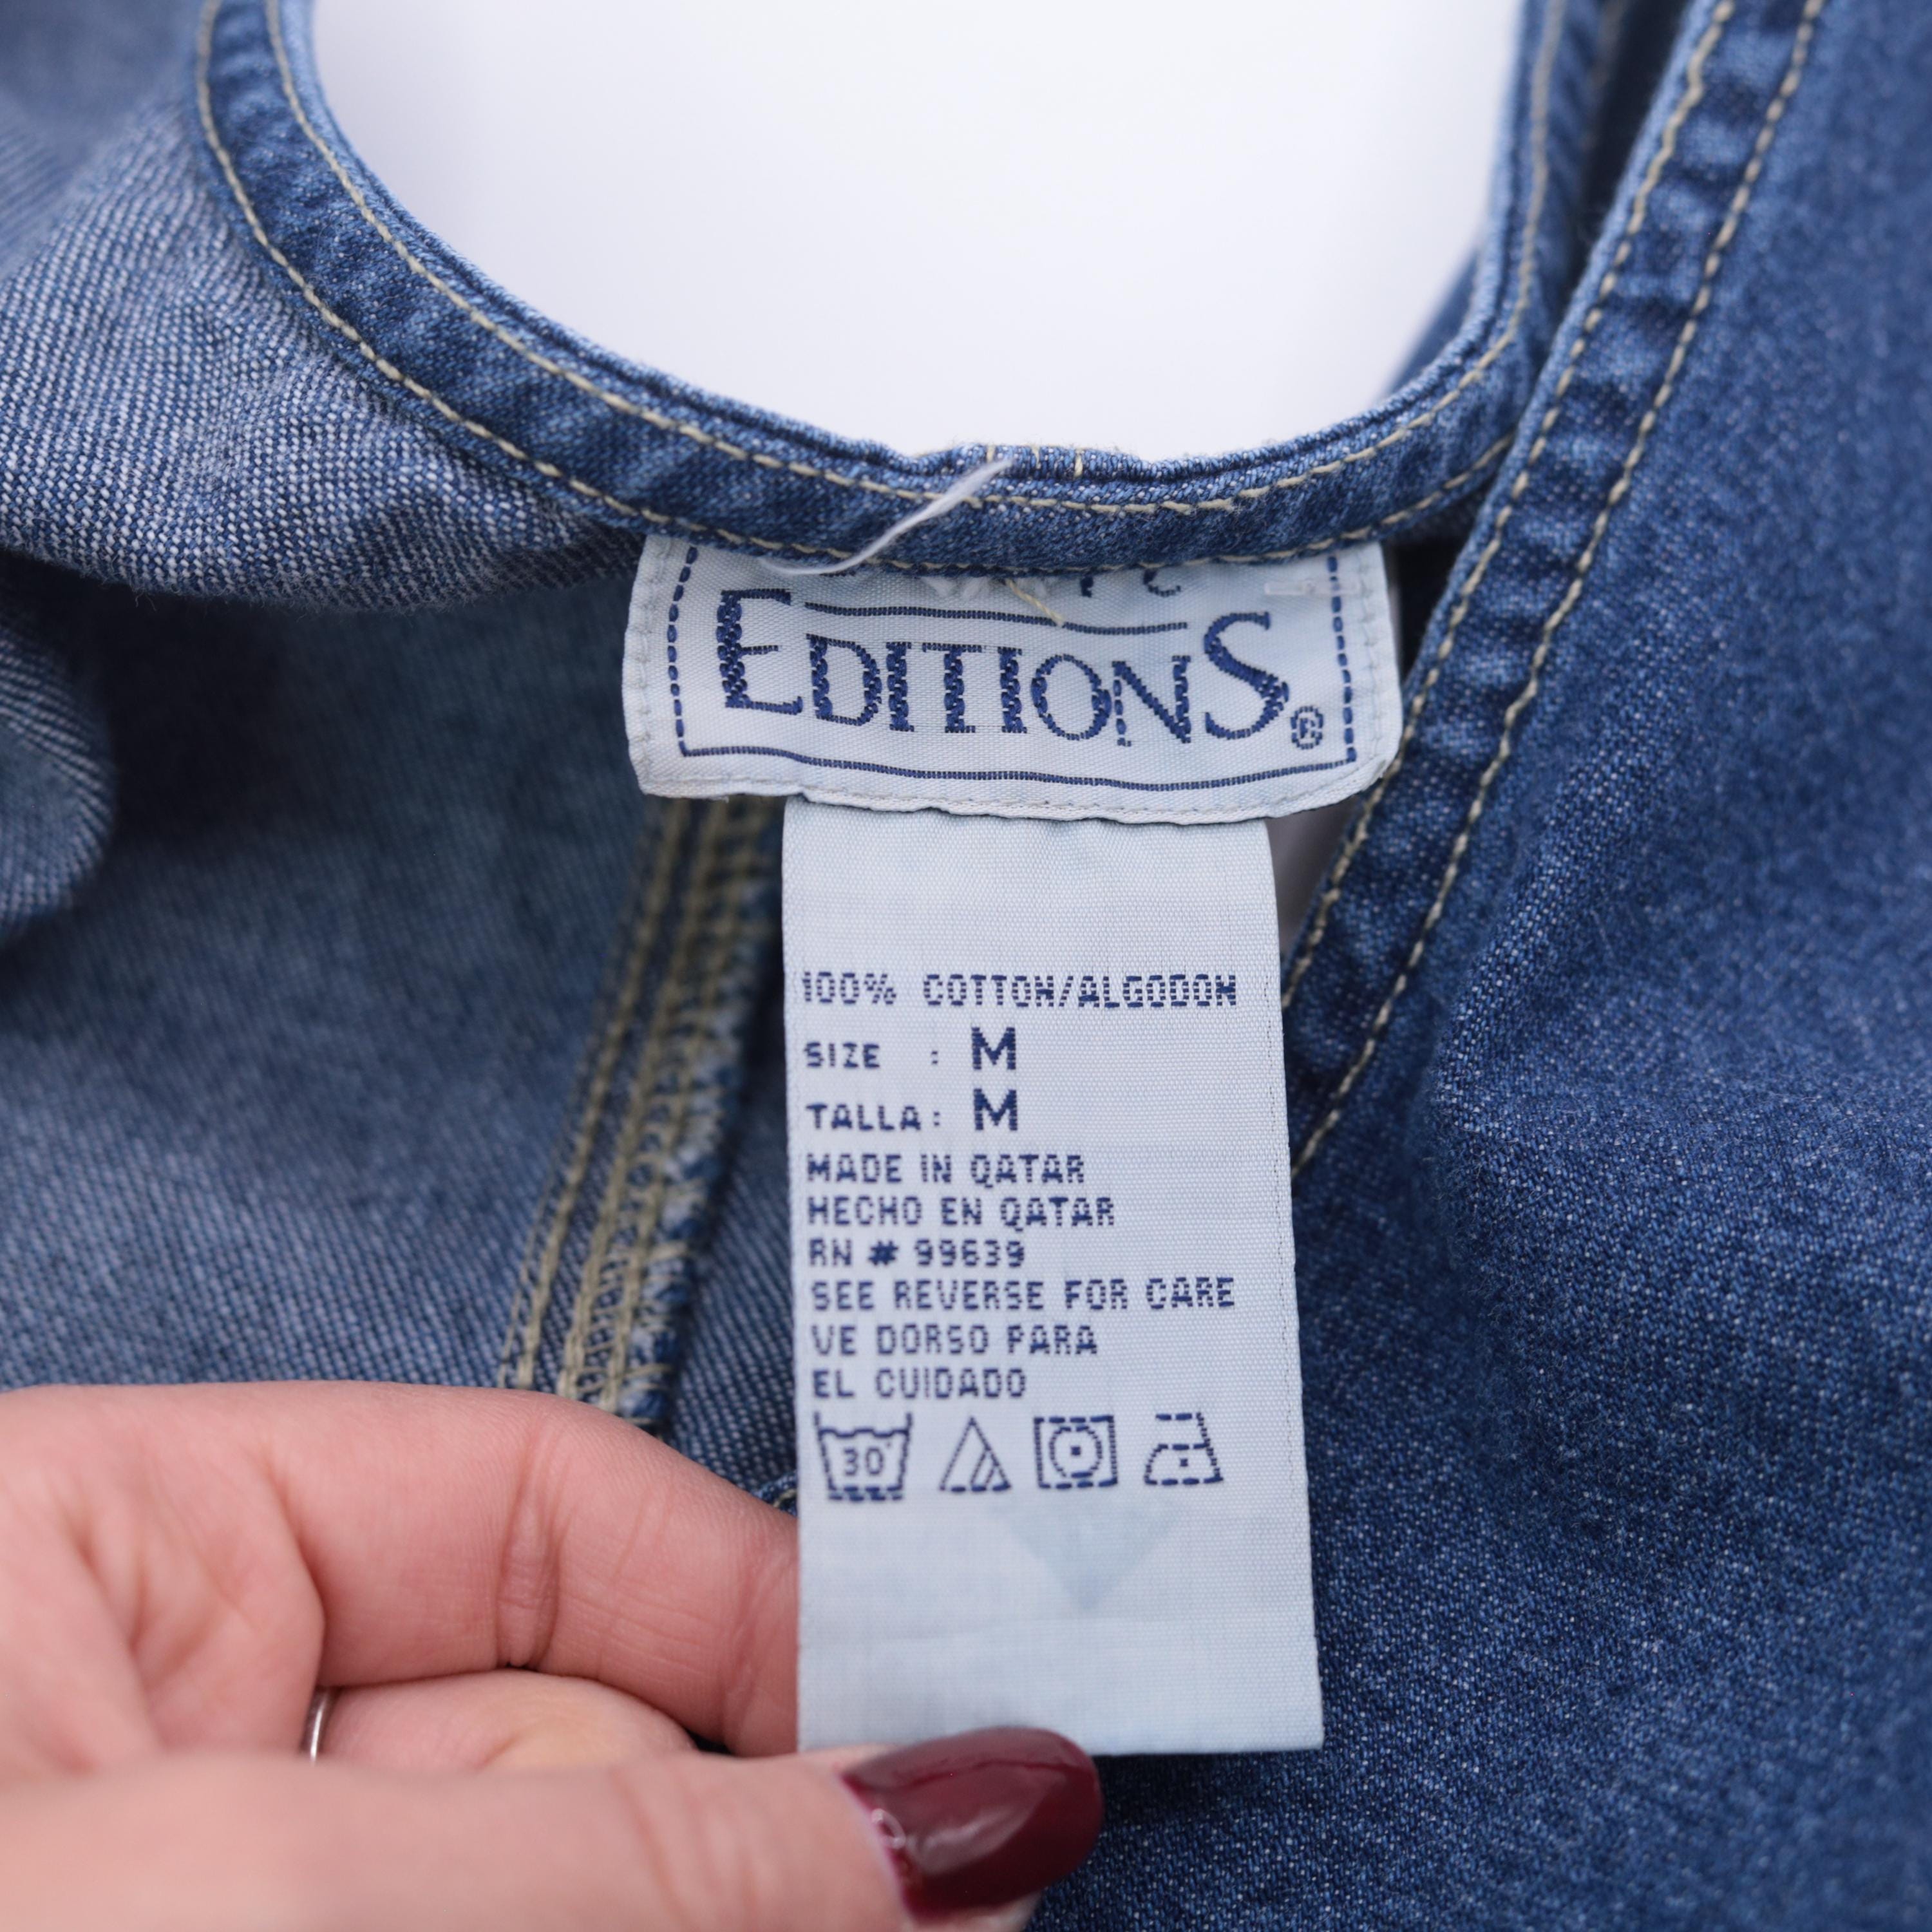 EDITIONS®
100% COTTON/ALGODON
SIZE : M
TALLA: M
MADE IN QATAR
HECHO EN QATAR
RN # 99639
SEE REVERSE FOR CARE
VE DORSO PARA
EL CUIDADO
30°